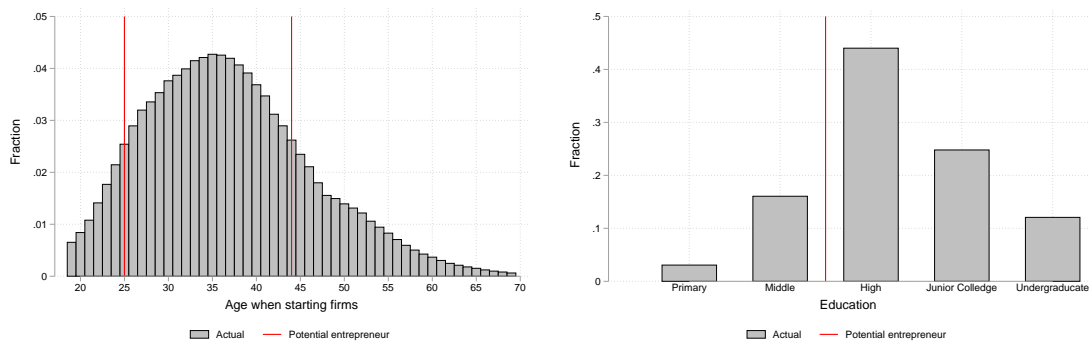 .05
.04
.03
.02
.01
0
Fraction
20 25 30 35 40 45 50 55 60 65 70
Age when starting firms
Actual Potential entrepreneur
.5
.4
.3
.2
.1
0
Fraction
Primary Middle High Junior Colledge Undergraducate
Education
Actual Potential entrepreneur